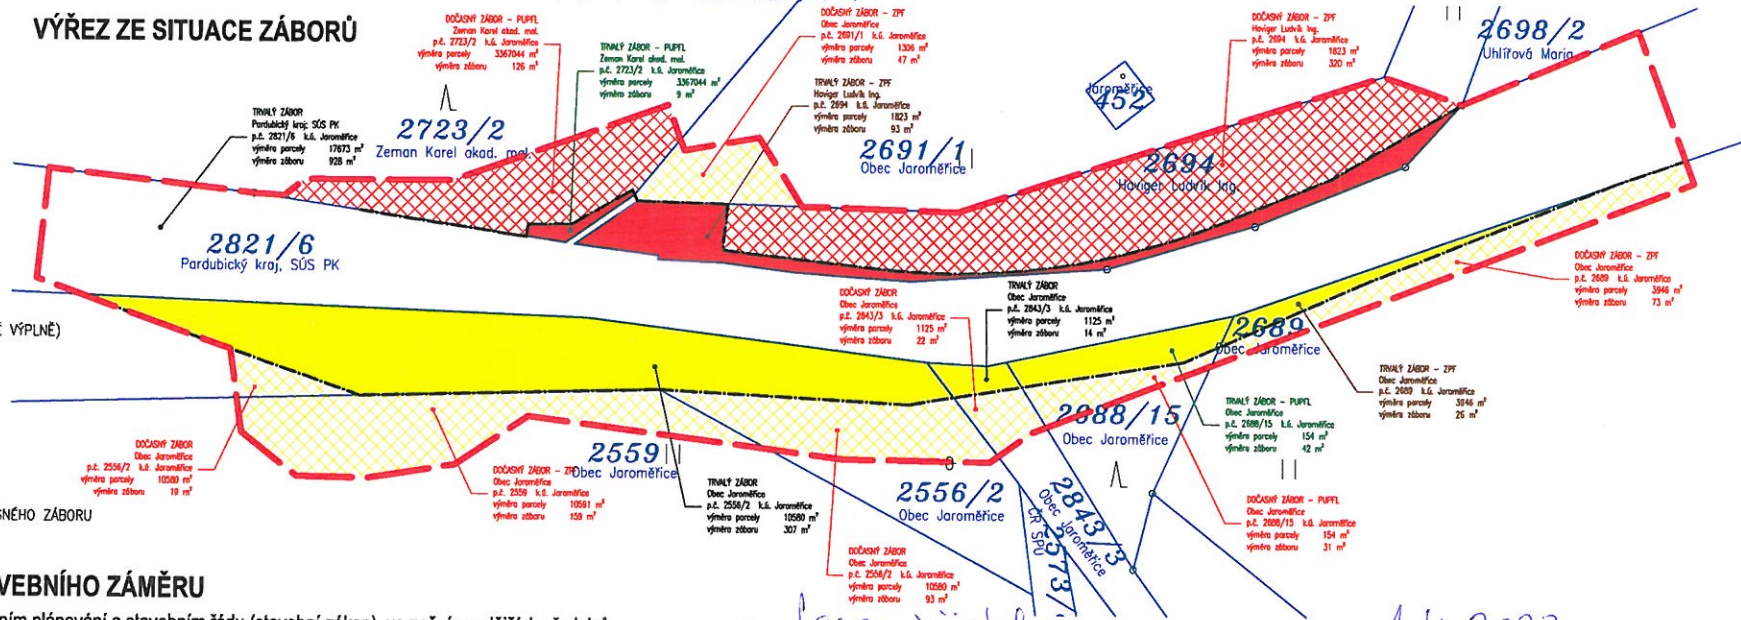 VÝŘEZ ZE SITUACE ZÁBORŮ
DOČASNÝ ZÁBOR - PUPFL
Zeman Karel akad. mal.
p.č. 2723/2 k.ú. Jaroměřice
výměra parcely 3367044 m²
výměra záboru 126 m²
TRVALÝ ZÁBOR - PUPFL
Zeman Karel akad. mal.
p.č. 2723/2 k.ú. Jaroměřice
výměra parcely 3367044 m²
výměra záboru 9 m²
DOČASNÝ ZÁBOR - ZPF
Obec Jaroměřice
p.č. 2691/1 k.ú. Jaroměřice
výměra parcely 1306 m²
výměra záboru 47 m²
TRVALÝ ZÁBOR - ZPF
Haviger Ludvík Ing.
p.č. 2694 k.ú. Jaroměřice
výměra parcely 1823 m²
výměra záboru 93 m²
DOČASNÝ ZÁBOR - ZPF
Haviger Ludvík Ing.
p.č. 2694 k.ú. Jaroměřice
výměra parcely 1823 m²
výměra záboru 320 m²
2698/2
Uhlířová Marie
Jaroměřice
452
TRVALÝ ZÁBOR
Pardubický kraj; SÚS PK
p.č. 2821/6 k.ú. Jaroměřice
výměra parcely 17673 m²
výměra záboru 928 m²
2723/2
Zeman Karel akad. mal.
2691/1
Obec Jaroměřice
2694
Haviger Ludvík Ing.
2821/6
Pardubický kraj, SÚS PK
DOČASNÝ ZÁBOR - ZPF
Obec Jaroměřice
p.č. 2689 k.ú. Jaroměřice
výměra parcely 3946 m²
výměra záboru 73 m²
DOČASNÝ ZÁBOR
Obec Jaroměřice
p.č. 2843/3 k.ú. Jaroměřice
výměra parcely 1125 m²
výměra záboru 22 m²
TRVALÝ ZÁBOR
Obec Jaroměřice
p.č. 2843/3 k.ú. Jaroměřice
výměra parcely 1125 m²
výměra záboru 14 m²
VÝPLNĚ)
2689
Obec Jaroměřice
TRVALÝ ZÁBOR - ZPF
Obec Jaroměřice
p.č. 2689 k.ú. Jaroměřice
výměra parcely 3946 m²
výměra záboru 26 m²
TRVALÝ ZÁBOR - PUPFL
Obec Jaroměřice
p.č. 2688/15 k.ú. Jaroměřice
výměra parcely 154 m²
výměra záboru 42 m²
2688/15
Obec Jaroměřice
DOČASNÝ ZÁBOR
Obec Jaroměřice
p.č. 2556/2 k.ú. Jaroměřice
výměra parcely 10580 m²
výměra záboru 19 m²
DOČASNÝ ZÁBOR - ZPF
Obec Jaroměřice
p.č. 2559 k.ú. Jaroměřice
výměra parcely 10591 m²
výměra záboru 159 m²
2559
Obec Jaroměřice
TRVALÝ ZÁBOR
Obec Jaroměřice
p.č. 2556/2 k.ú. Jaroměřice
výměra parcely 10580 m²
výměra záboru 307 m²
2556/2
Obec Jaroměřice
2843/3
Obec Jaroměřice
ČR SPÚ
2573/
DOČASNÝ ZÁBOR - PUPFL
Obec Jaroměřice
p.č. 2688/15 k.ú. Jaroměřice
výměra parcely 154 m²
výměra záboru 31 m²
SNÉHO ZÁBORU
DOČASNÝ ZÁBOR
Obec Jaroměřice
p.č. 2556/2 k.ú. Jaroměřice
výměra parcely 10580 m²
výměra záboru 93 m²
VEBNÍHO ZÁMĚRU